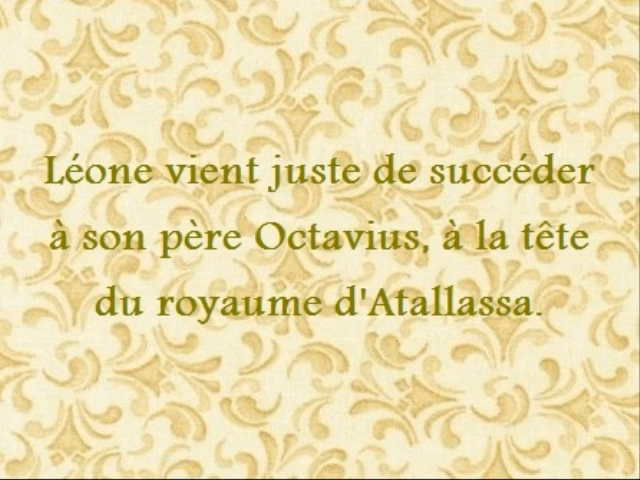 Léone vient juste de succéder
à son père Octavius, à la tête
du royaume d'Atallassa.